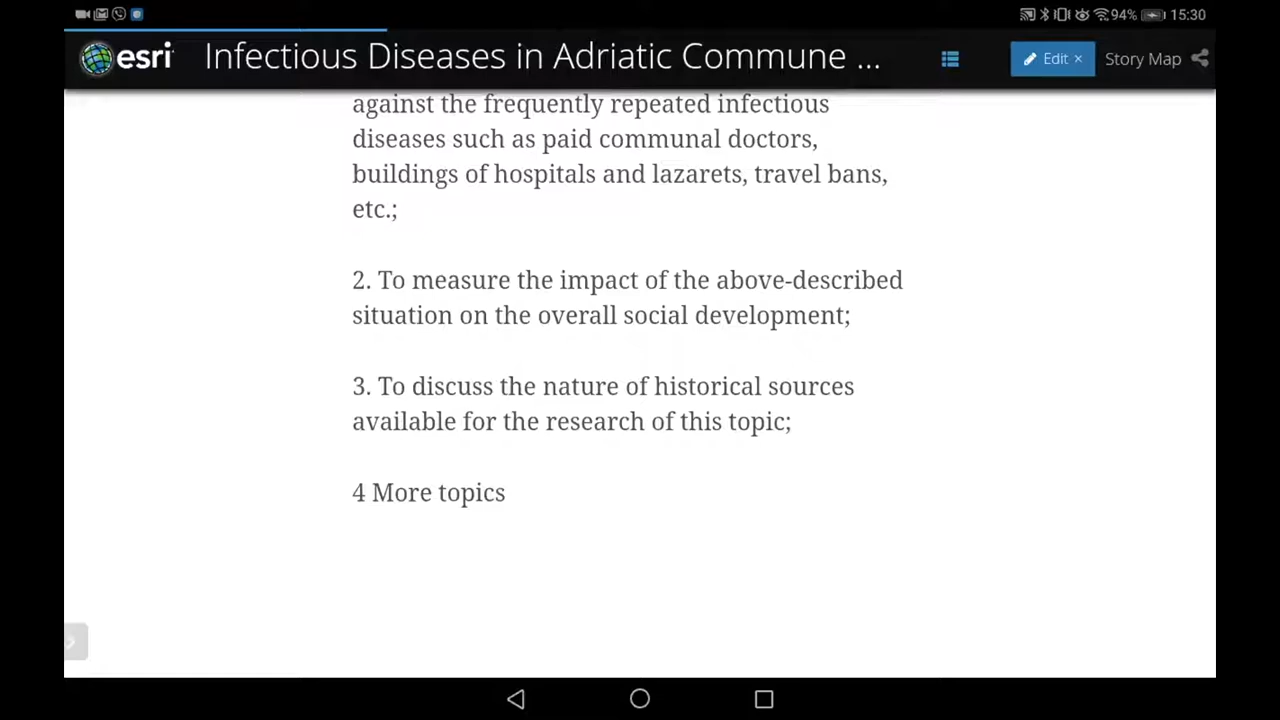 94% 15:30
esri Infectious Diseases in Adriatic Commune ... Edit × Story Map
against the frequently repeated infectious
diseases such as paid communal doctors,
buildings of hospitals and lazarets, travel bans,
etc.;
2. To measure the impact of the above-described
situation on the overall social development;
3. To discuss the nature of historical sources
available for the research of this topic;
4 More topics